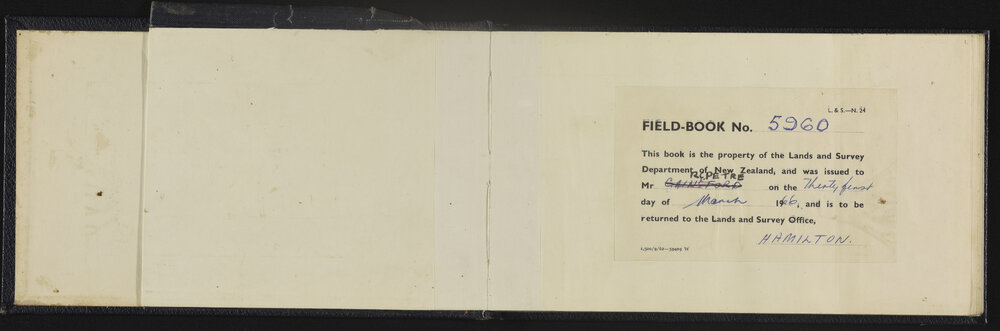 L. & S.—N. 24
FIELD-BOOK No. 5960
This book is the property of the Lands and Survey
Department of New Zealand, and was issued to
R.J. PETRE
Mr GAINSFORD on the Thirty first
day of March 1966, and is to be
returned to the Lands and Survey Office,
HAMILTON.